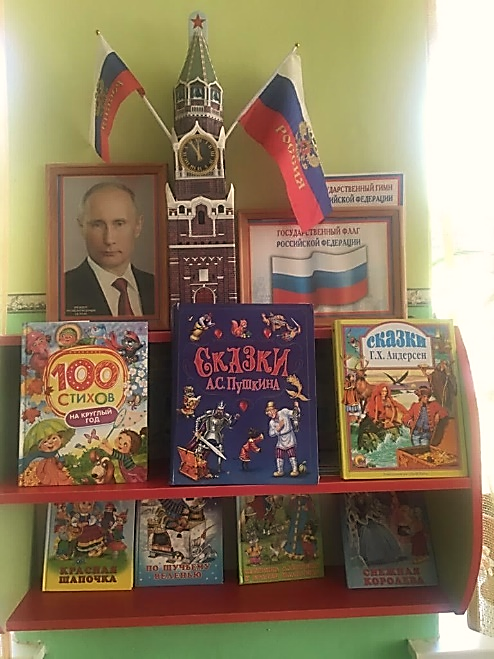 РОССИЯ
РОССИЯ
ГОСУДАРСТВЕННЫЙ ГИМН
РОССИЙСКОЙ ФЕДЕРАЦИИ
ГОСУДАРСТВЕННЫЙ ФЛАГ
РОССИЙСКОЙ ФЕДЕРАЦИИ
100
СТИХОВ
НА КРУГЛЫЙ
ГОД
СКАЗКИ
А.С. ПУШКИНА
СКАЗКИ
Г.Х. Андерсен
КРАСНАЯ
ШАПОЧКА
ПО ЩУЧЬЕМУ
ВЕЛЕНЬЮ
СНЕЖНАЯ
КОРОЛЕВА